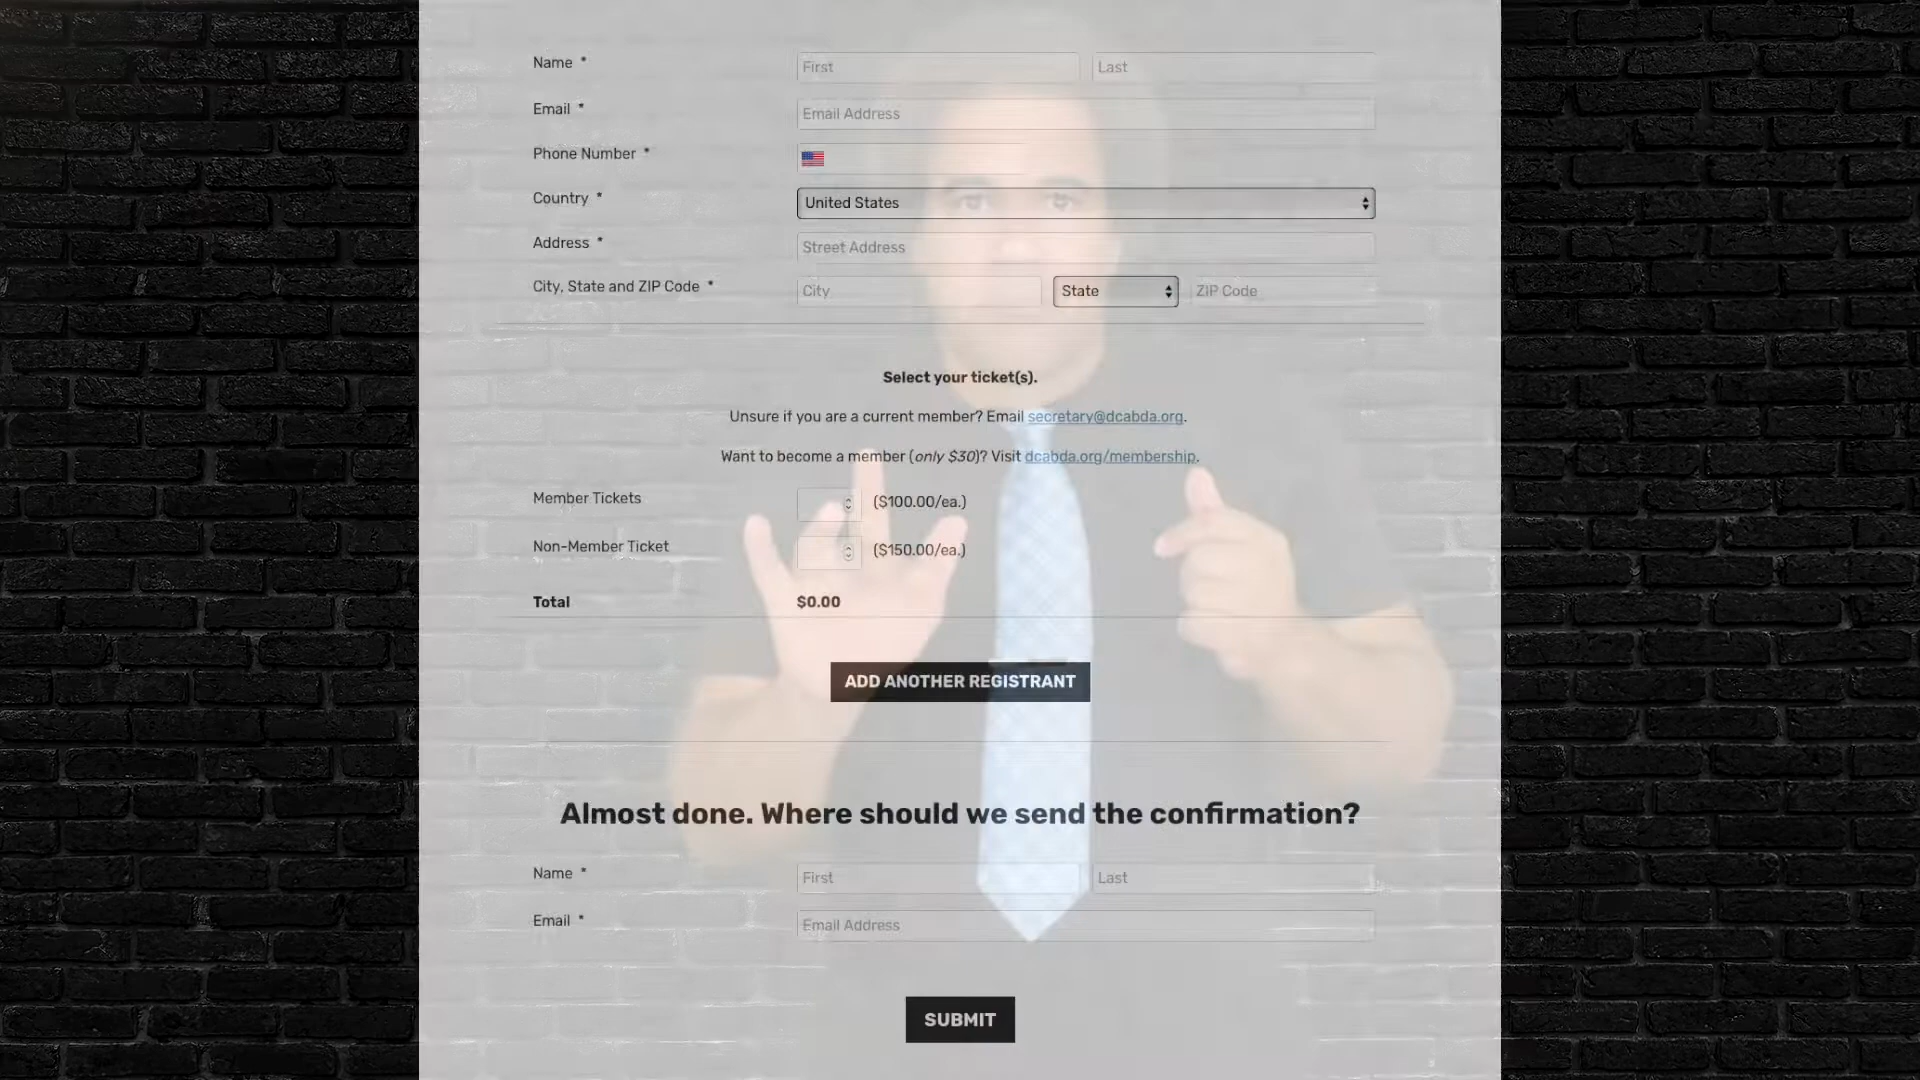 Name * First Last
Email * Email Address
Phone Number *
Country * United States
Address * Street Address
City, State and ZIP Code * City State ZIP Code
Select your ticket(s).
Unsure if you are a current member? Email secretary@dcabda.org.
Want to become a member (only $30)? Visit dcabda.org/membership.
Member Tickets ($100.00/ea.)
Non-Member Ticket ($150.00/ea.)
Total $0.00
ADD ANOTHER REGISTRANT
Almost done. Where should we send the confirmation?
Name * First Last
Email * Email Address
SUBMIT